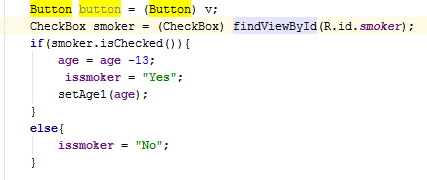 Button button = (Button) v;
CheckBox smoker = (CheckBox) findViewById(R.id.smoker);
if(smoker.isChecked()){
age = age -13;
issmoker = "Yes";
setAge1(age);
}
else{
issmoker = "No";
}